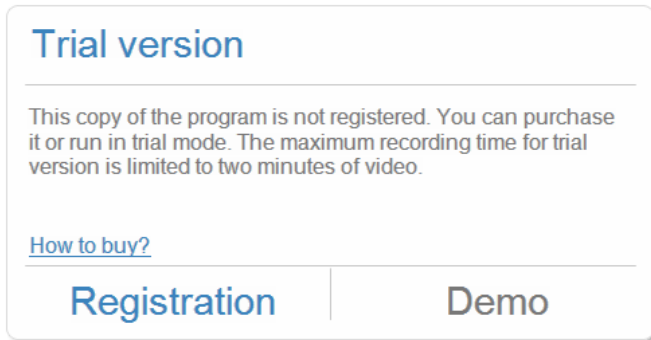 Trial version
This copy of the program is not registered. You can purchase
it or run in trial mode. The maximum recording time for trial
version is limited to two minutes of video.
How to buy?
Registration
Demo